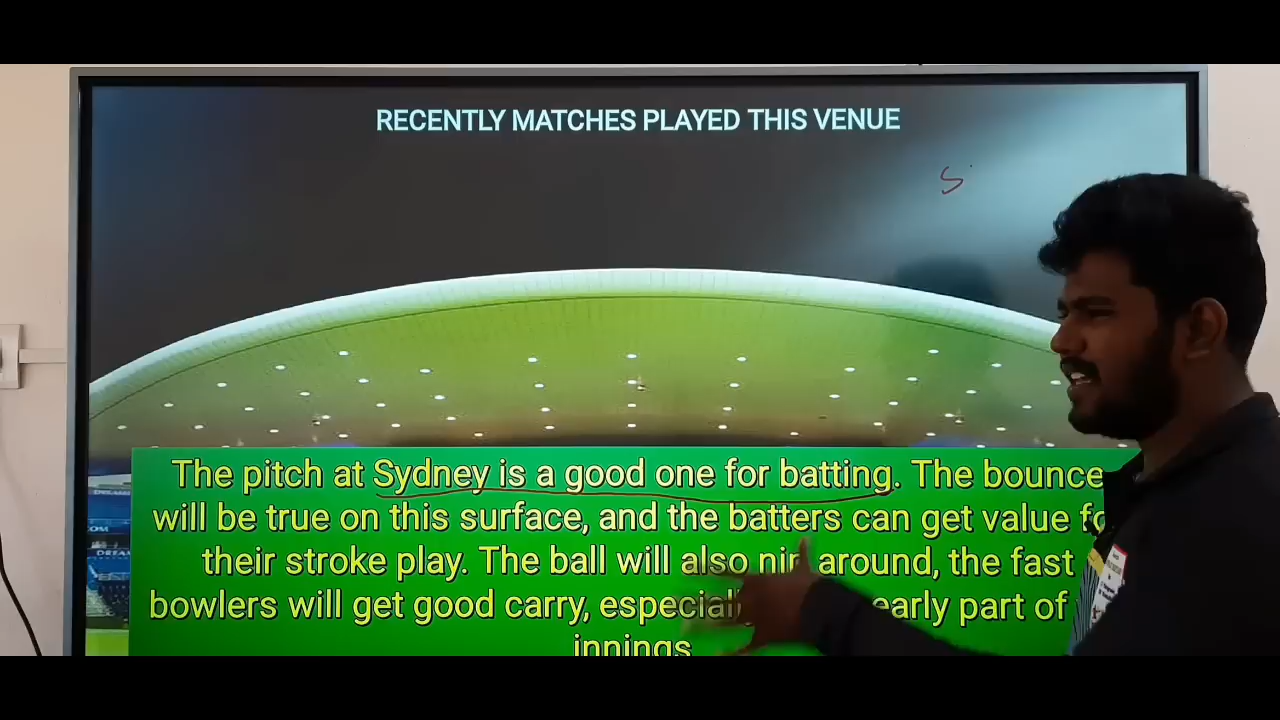 RECENTLY MATCHES PLAYED THIS VENUE
S
The pitch at Sydney is a good one for batting. The bounce
will be true on this surface, and the batters can get value
their stroke play. The ball will also around, the fast
bowlers will get good carry, early part of
innings